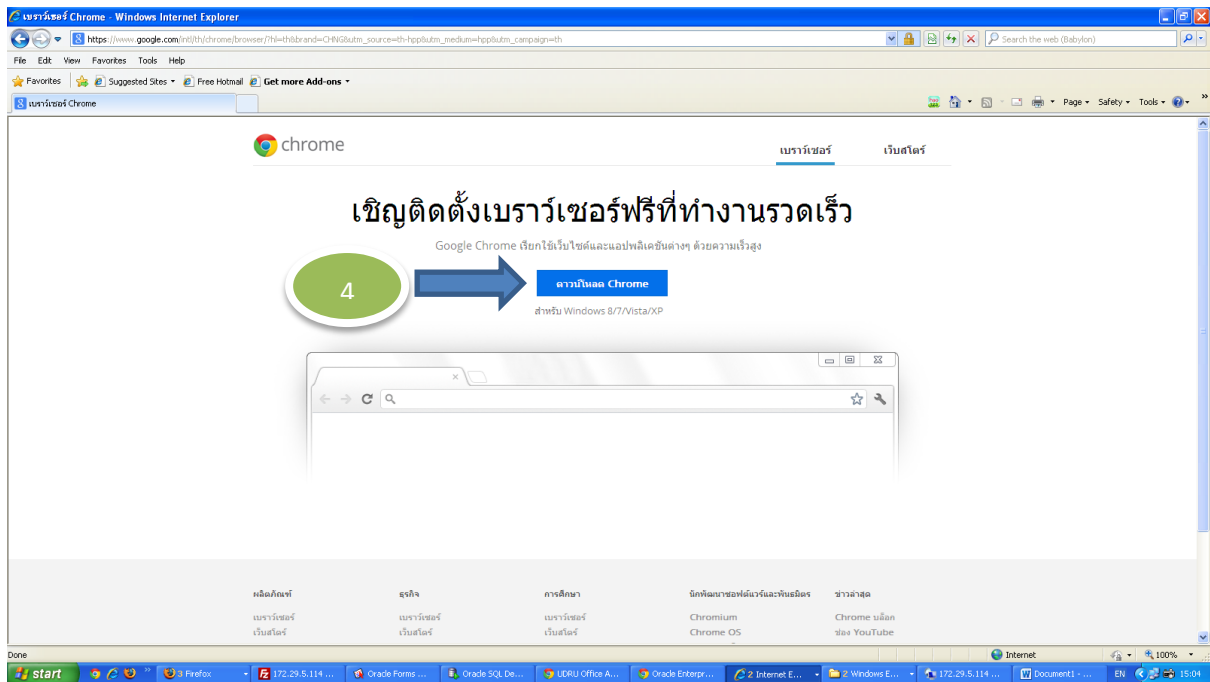 เบราว์เซอร์ Chrome - Windows Internet Explorer
https://www.google.com/intl/th/chrome/browser/?hl=th&brand=CHNG&utm_source=th-hpp&utm_medium=hpp&utm_campaign=th
Search the web (Babylon)
File Edit View Favorites Tools Help
Favorites Suggested Sites Free Hotmail Get more Add-ons
เบราว์เซอร์ Chrome
Page Safety Tools
chrome
เบราว์เซอร์ เว็บสโตร์
เชิญติดตั้งเบราว์เซอร์ฟรีที่ทำงานรวดเร็ว
Google Chrome เรียกใช้เว็บไซต์และแอปพลิเคชันต่างๆ ด้วยความเร็วสูง
4
ดาวน์โหลด Chrome
สำหรับ Windows 8/7/Vista/XP
ผลิตภัณฑ์ ธุรกิจ การศึกษา นักพัฒนาซอฟต์แวร์และพันธมิตร ข่าวล่าสุด
เบราว์เซอร์ เบราว์เซอร์ เบราว์เซอร์ Chromium Chrome บล็อก
เว็บสโตร์ เว็บสโตร์ เว็บสโตร์ Chrome OS ช่อง YouTube
Done Internet 100%
start 3 Firefox 172.29.5.114 ... Oracle Forms ... Oracle SQL De... UDRU Office A... Oracle Enterpr... 2 Internet E... 2 Windows E... 172.29.5.114 ... Document1 - ... EN 15:04